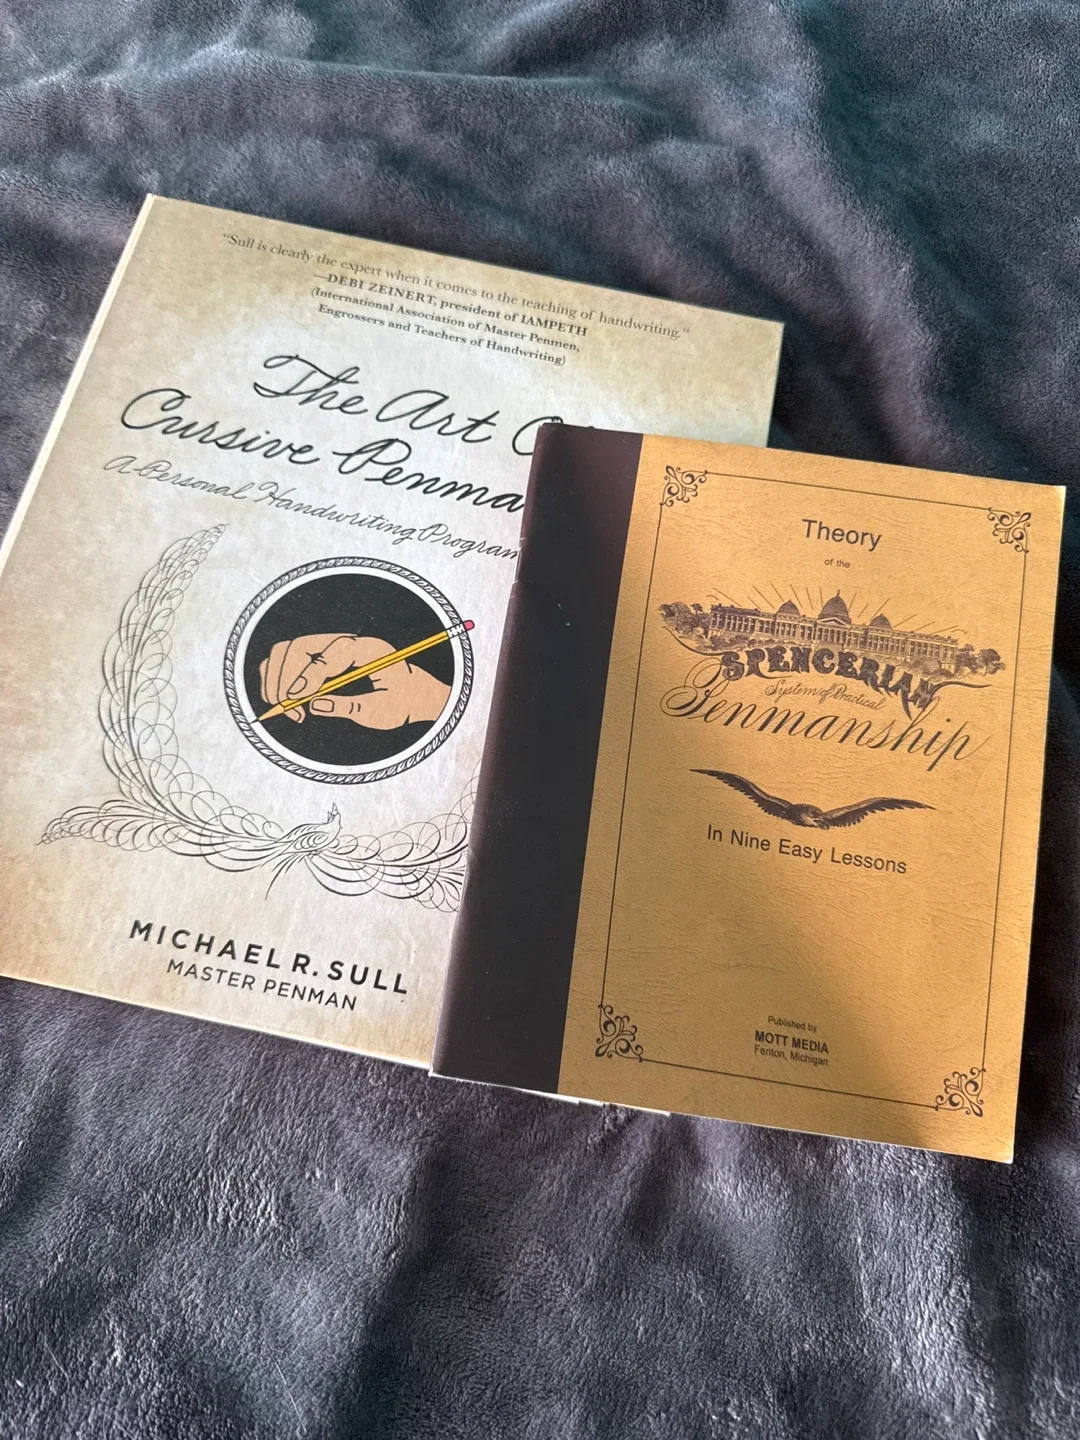 "Sull is clearly the expert when it comes to the teaching of handwriting."
—DEBI ZEINERT, president of IAMPETH
(International Association of Master Penmen,
Engrossers and Teachers of Handwriting)
The Art O
Cursive Penma
A Personal Handwriting Program
MICHAEL R. SULL
MASTER PENMAN
Theory
of the
SPENCERIAN
System of Practical
Penmanship
In Nine Easy Lessons
Published by
MOTT MEDIA
Fenton, Michigan